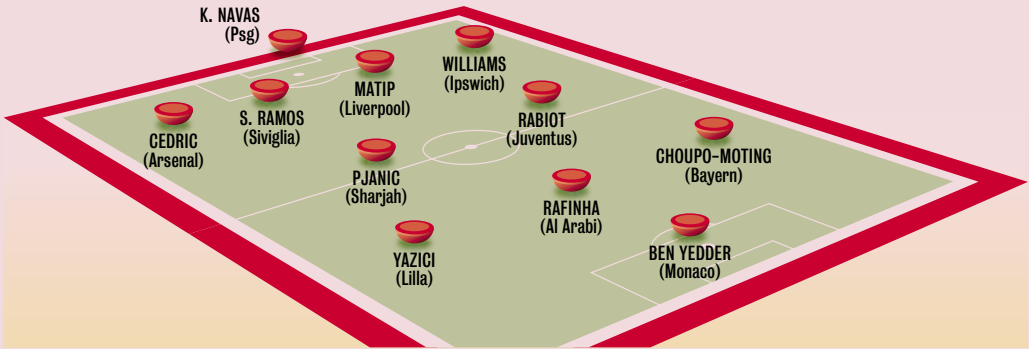 K. NAVAS
(Psg)
CEDRIC
(Arsenal)
S. RAMOS
(Siviglia)
MATIP
(Liverpool)
WILLIAMS
(Ipswich)
PJANIC
(Sharjah)
RABIOT
(Juventus)
YAZICI
(Lilla)
RAFINHA
(Al Arabi)
CHOUPO-MOTING
(Bayern)
BEN YEDDER
(Monaco)